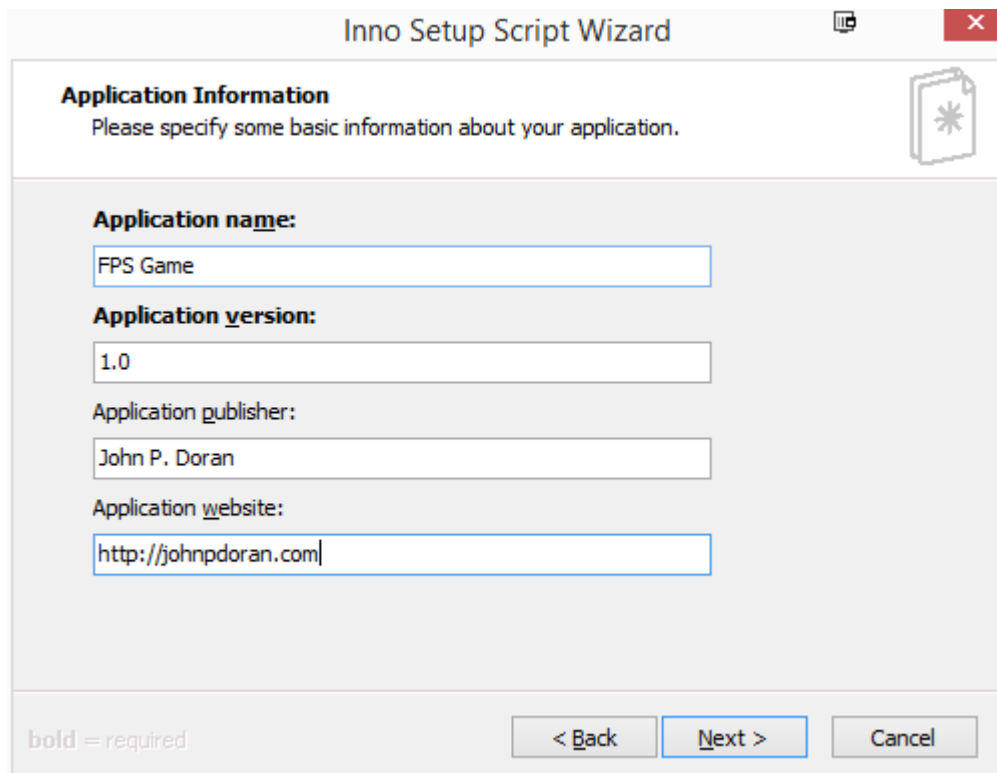 Inno Setup Script Wizard
Application Information
Please specify some basic information about your application.
Application name:
FPS Game
Application version:
1.0
Application publisher:
John P. Doran
Application website:
http://johnpdoran.com
bold = required
< Back
Next >
Cancel